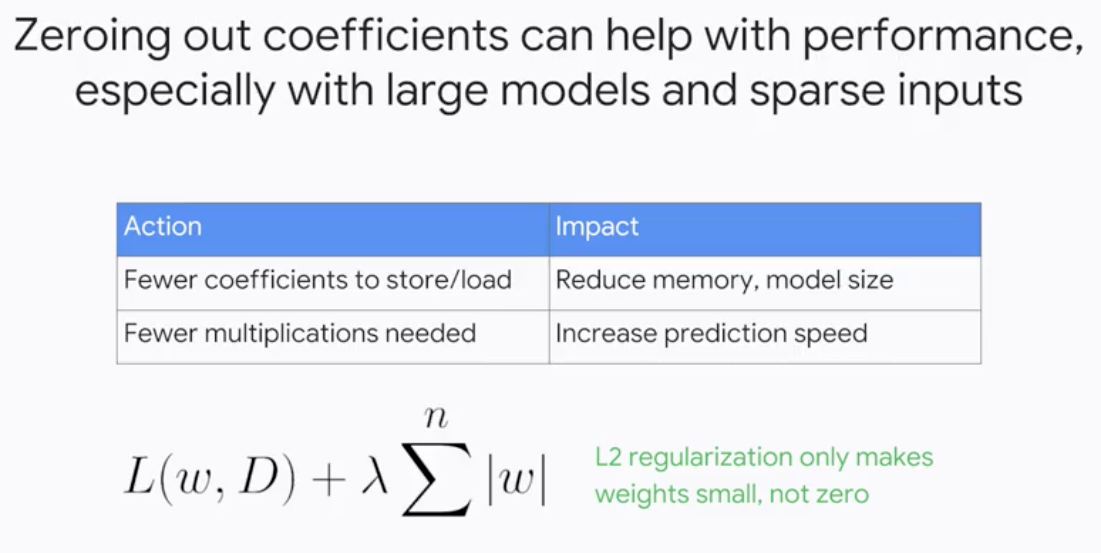 Zeroing out coefficients can help with performance,
especially with large models and sparse inputs
Action Impact
Fewer coefficients to store/load Reduce memory, model size
Fewer multiplications needed Increase prediction speed
n
L(w, D) + λ ∑ |w|
L2 regularization only makes
weights small, not zero